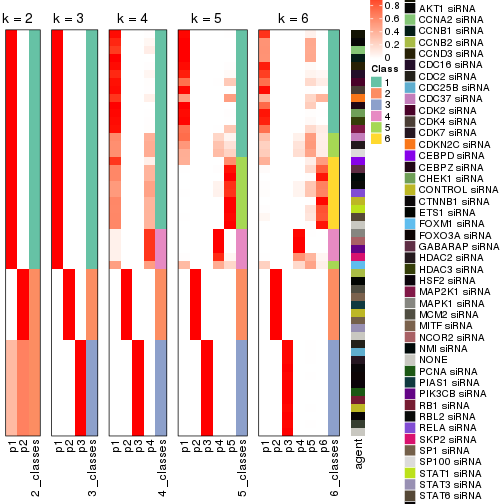 k = 2
k = 3
k = 4
k = 5
k = 6
p1
p2
2_classes
p1
p2
p3
3_classes
p1
p2
p3
p4
4_classes
p1
p2
p3
p4
p5
5_classes
p1
p2
p3
p4
p5
p6
6_classes
agent
0.8
0.6
0.4
0.2
0
Class
1
2
3
4
5
6
AKT1 siRNA
CCNA2 siRNA
CCNB1 siRNA
CCNB2 siRNA
CCND3 siRNA
CDC16 siRNA
CDC2 siRNA
CDC25B siRNA
CDC37 siRNA
CDK2 siRNA
CDK4 siRNA
CDK7 siRNA
CDKN2C siRNA
CEBPD siRNA
CEBPZ siRNA
CHEK1 siRNA
CONTROL siRNA
CTNNB1 siRNA
ETS1 siRNA
FOXM1 siRNA
FOXO3A siRNA
GABARAP siRNA
HDAC2 siRNA
HDAC3 siRNA
HSF2 siRNA
MAP2K1 siRNA
MAPK1 siRNA
MCM2 siRNA
MITF siRNA
NCOR2 siRNA
NMI siRNA
NONE
PCNA siRNA
PIAS1 siRNA
PIK3CB siRNA
RB1 siRNA
RBL2 siRNA
RELA siRNA
SKP2 siRNA
SP1 siRNA
SP100 siRNA
STAT1 siRNA
STAT3 siRNA
STAT6 siRNA